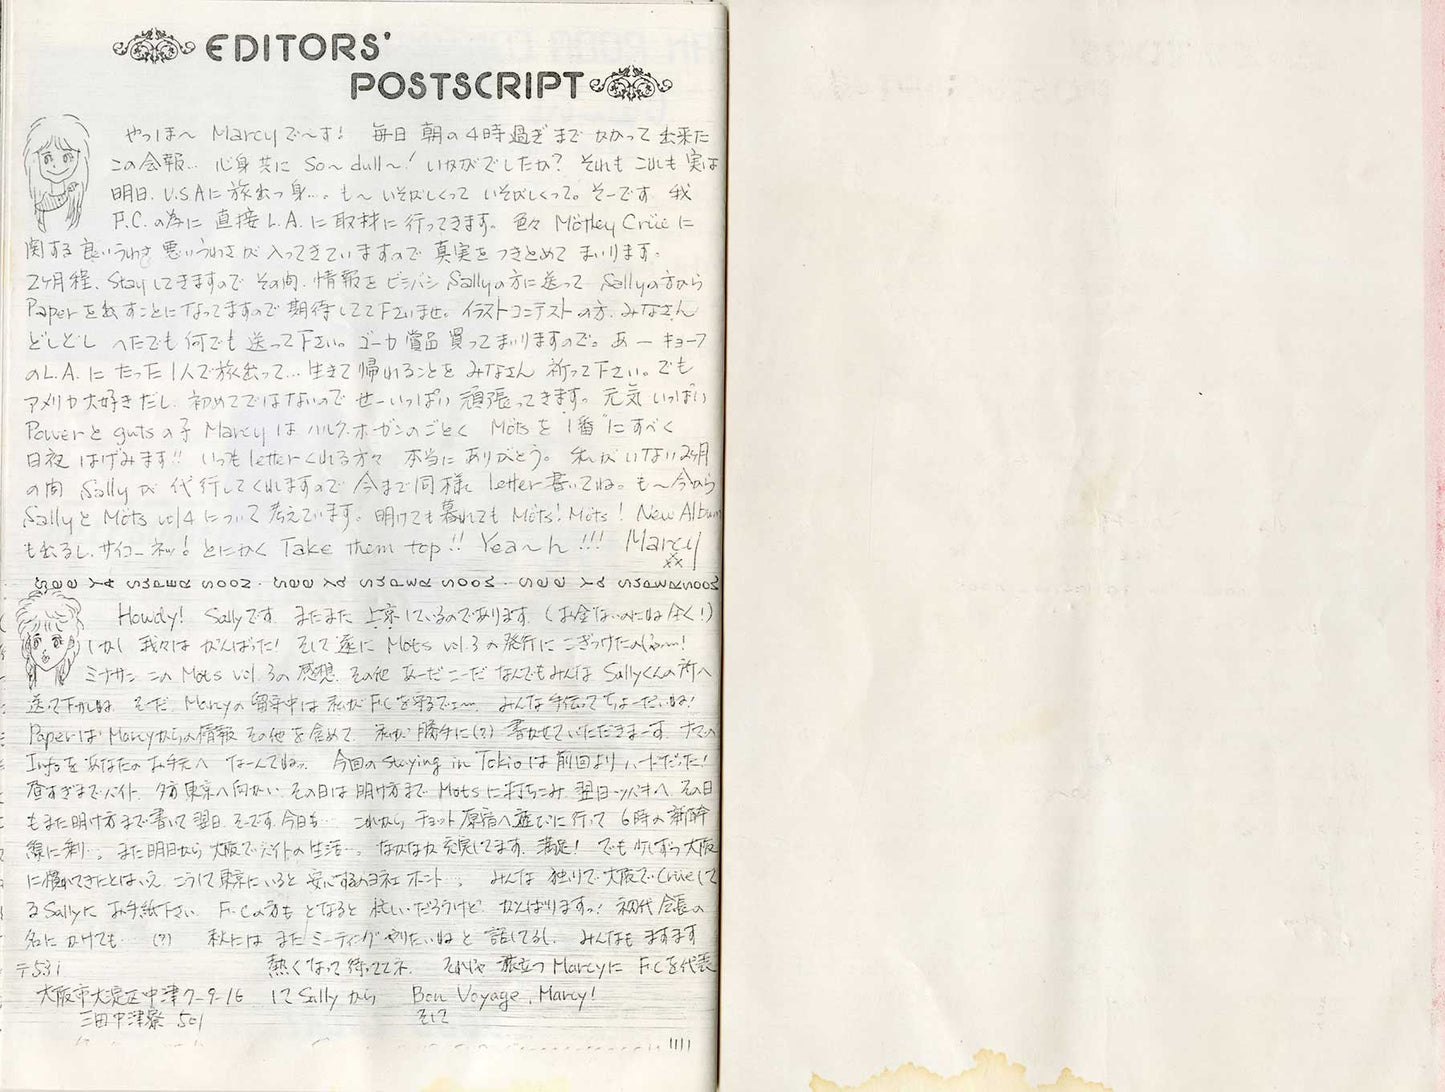 EDITORS'
POSTSCRIPT
やっほ〜 Marcyで〜す! 毎日 朝の4時過ぎまで かかって 出来た
この会報… 心身共に So〜dull〜! いかがでしたか? それも これも 実は
明日、U.S.Aに旅出つ身…。も〜 いそがしくって いそがしくって。そーです 我
F.C.の為に 直接 L.A.に取材に行ってきます。色々 Mötley Crüeに
関する良いうわさ 悪いうわさが 入ってきていますので 真実を つきとめて まいります。
2ヶ月程、Stayしてきますので その間、情報を ビシバシ Sallyの方に送って Sallyの方から
Paperを出すことに なってますので 期待してて下さいませ。イラストコンテストの方、みなさん
どしどし へたでも何でも 送って下さい。ゴーカ賞品 買ってまいりますので。あー キョーフ
のL.A.に たった1人で旅出って… 生きて 帰れることを みなさん 祈って下さい。でも
アメリカ大好きだし、初めてではないので せーいっぱい 頑張ってきます。元気いっぱい
Powerと gutsの子 Marcyは ハルク・ホーガンのごとく Mötsを "1番"にすべく
日夜 はげみます!! いつもletterくれる方々 本当に ありがとう。私がいない2ヶ月
の間 Sallyが 代行してくれますので 今まで同様に letter書いてね。も〜今から
Sallyと Möts vol4について 考えています。明けても暮れても Möts! Möts! New Album
も出るし、サイコーネッ! とにかく Take them top!! Yea〜h!!! Marcy
xx
SEE YA SUPER SOON・SEE YA SUPER SOON・SEE YA SUPER SOON
Howdy! Sallyです。またまた 上京しているのであります。(お金ないのにね 全く!)
しかし 我々は がんばった! そして遂に Mots vol.3の発行に こぎつけたの!
ミナサン この Mots vol.3の 感想、その他 あーだこーだ なんでもみんな Sallyくんの所へ
送って下さいね。そーだ、Marcyの留守中は 私が F.Cを守るでェ〜、みんな 手伝ってちょーだいね!
Paperは Marcyからの情報 その他を含めて 私が 勝手に(?) 書かせていただきまーす。ナマの
Infoを あなたの お手元へ なーんてねッ。今回の Staying in Tokioは 前回より ハードだった!
昼すぎまでバイト、夕方 東京へ向かい、その日は 明け方まで Motsに打ちこみ 翌日 へ その日
もまた 明け方まで書いて 翌日、そーです 今日も… これから チョット 原宿へ遊びに行って 6時の 新幹
線に乗…。また明日から 大阪で バイトの生活…。なかなか 充実してます。満足! でも 少しずつ 大阪
に慣れてきたとはいえ、こうして東京にいると 安心するのヨネェ ホント…。みんな 独りで 大阪で Crüeして
る Sallyに お手紙下さい。F.Cの方も となると 忙しいだろうけど、がんばりますっ! 初代会長の
名に かけても… (?) 秋には また ミーティング やりたいねと 話してるし、みんなも ますます
熱くなって 待っててネ。それじゃ 旅立つ Marcyに F.Cを代表
〒531
大阪市大淀区中津7-9-16 して Sallyから Bon Voyage, Marcy!
三田中津寮 501 そして